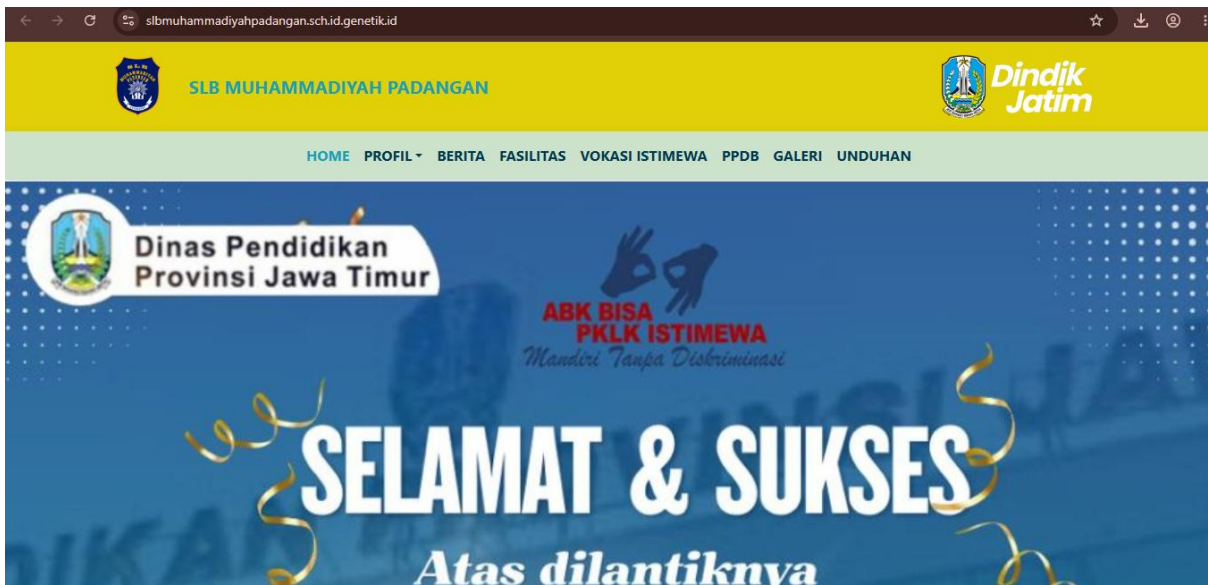 slbmuhammadiyahpadangan.sch.id.genetik.id
SLB MUHAMMADIYAH PADANGAN
Dindik
Jatim
HOME PROFIL BERITA FASILITAS VOKASI ISTIMEWA PPDB GALERI UNDUHAN
Dinas Pendidikan
Provinsi Jawa Timur
ABK BISA
PKLK ISTIMEWA
Mandiri Tanpa Diskriminasi
SELAMAT & SUKSES
Atas dilantiknya